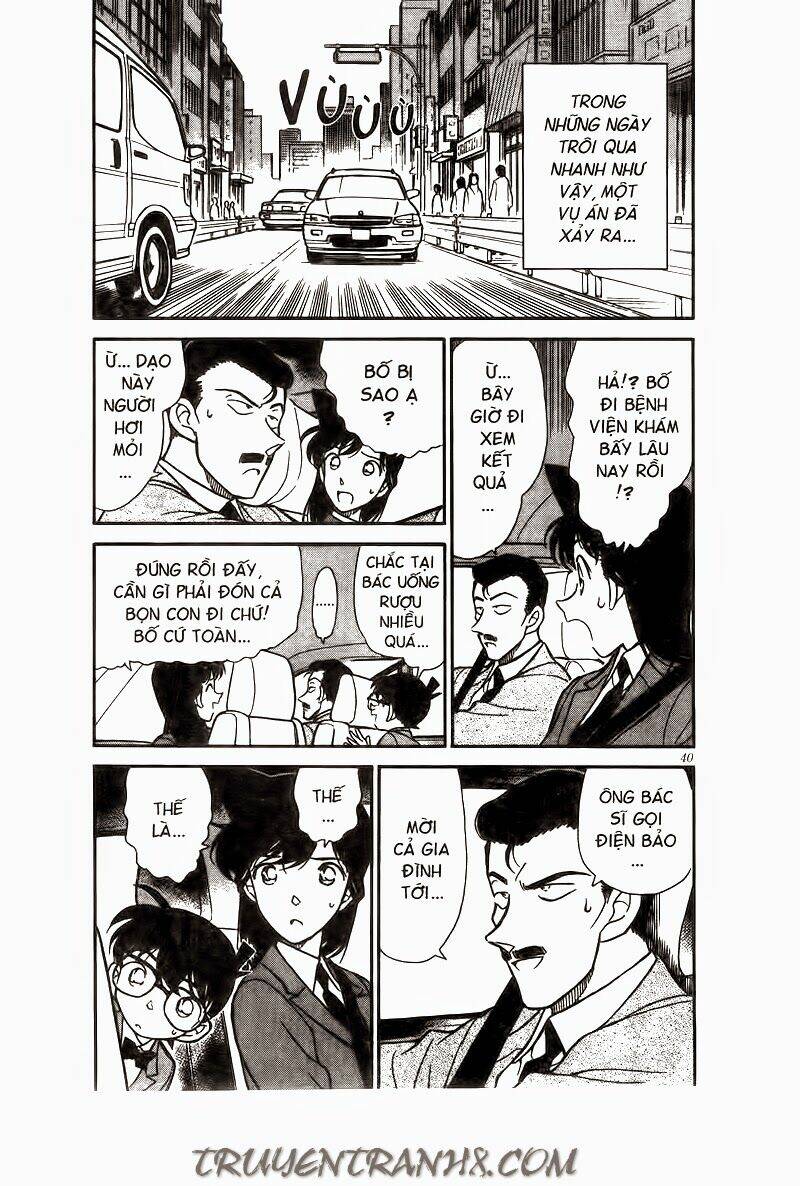 VÙÙÙ
TRONG
NHỮNG NGÀY
TRÔI QUA
NHANH NHƯ
VẬY, MỘT
VỤ ÁN ĐÃ
XẢY RA...
HẢ!? BỐ
ĐI BỆNH
VIỆN KHÁM
BẤY LÂU
NAY RỒI
!?
Ừ...
BÂY
GIỜ ĐI
XEM
KẾT
QUẢ
...
BỐ BỊ
SAO Ạ
?
Ừ... DẠO
NÀY
NGƯỜI
HƠI
MỎI
...
CHẮC TẠI
BÁC UỐNG
RƯỢU
NHIỀU
QUÁ...
......
ĐÚNG RỒI ĐẤY,
CẦN GÌ PHẢI ĐÓN CẢ
BỌN CON ĐI CHỨ!
BỐ CỨ TOÀN...
40
ÔNG BÁC
SĨ GỌI
ĐIỆN BẢO
MỜI
CẢ GIA
ĐÌNH
TỚI...
THẾ
...
THẾ
LÀ...
TRUYENTRANH8.COM